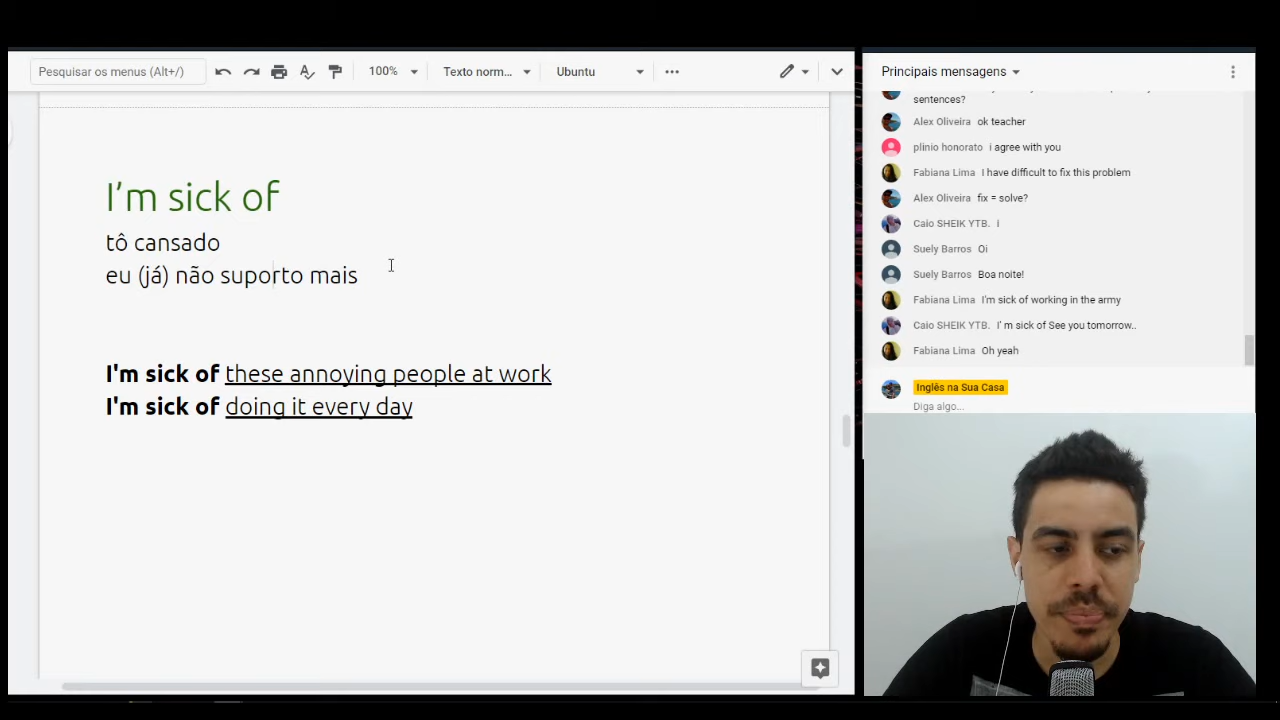 Pesquisar os menus (Alt+/)
100%
Texto norm...
Ubuntu
I'm sick of
tô cansado
eu (já) não suporto mais
I'm sick of these annoying people at work
I'm sick of doing it every day
Principais mensagens
sentences?
Alex Oliveira ok teacher
plinio honorato i agree with you
Fabiana Lima I have difficult to fix this problem
Alex Oliveira fix = solve?
Caio SHEIK YTB. i
Suely Barros Oi
Suely Barros Boa noite!
Fabiana Lima I'm sick of working in the army
Caio SHEIK YTB. I' m sick of See you tomorrow..
Fabiana Lima Oh yeah
Inglês na Sua Casa
Diga algo...